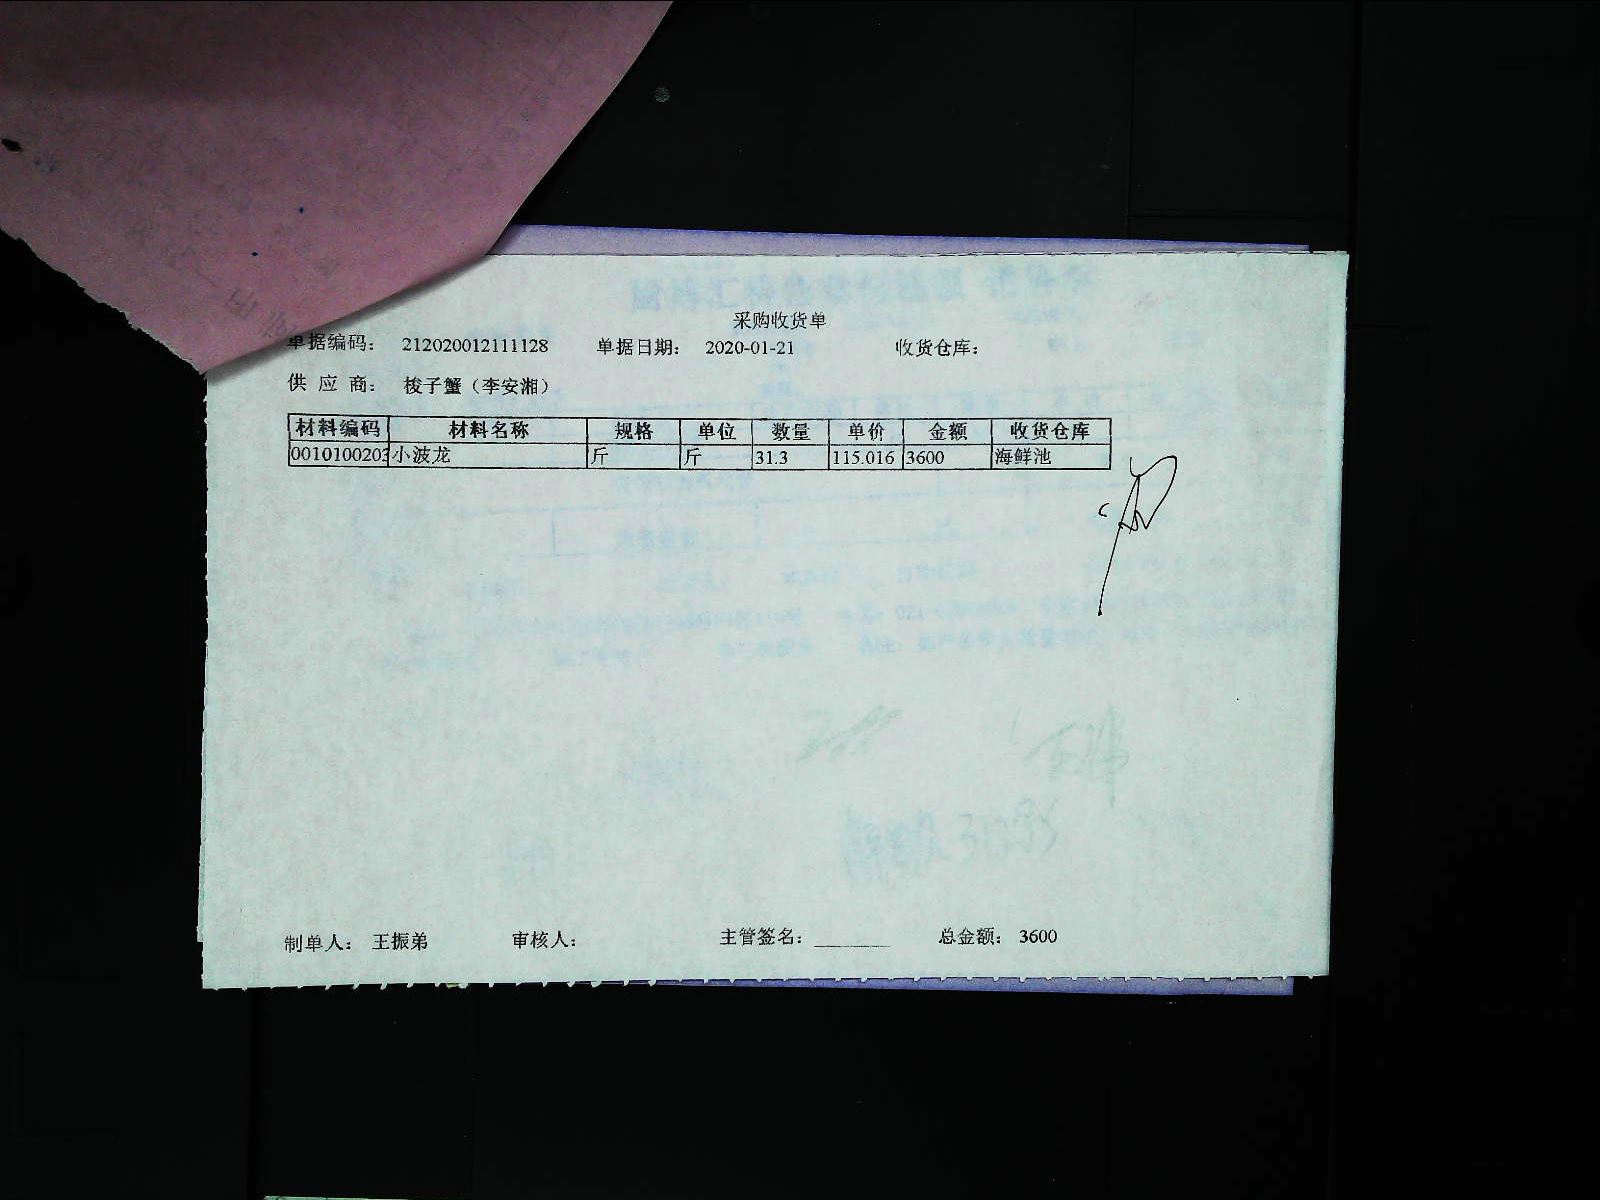 采购收货单
单据编码： 212020012111128 单据日期： 2020-01-21 收货仓库：
供 应 商： 梭子蟹（李安湘）
材料编码 材料名称 规格 单位 数量 单价 金额 收货仓库
0010100203 小波龙 斤 斤 31.3 115.016 3600 海鲜池
制单人： 王振弟 审核人： 主管签名： 总金额： 3600